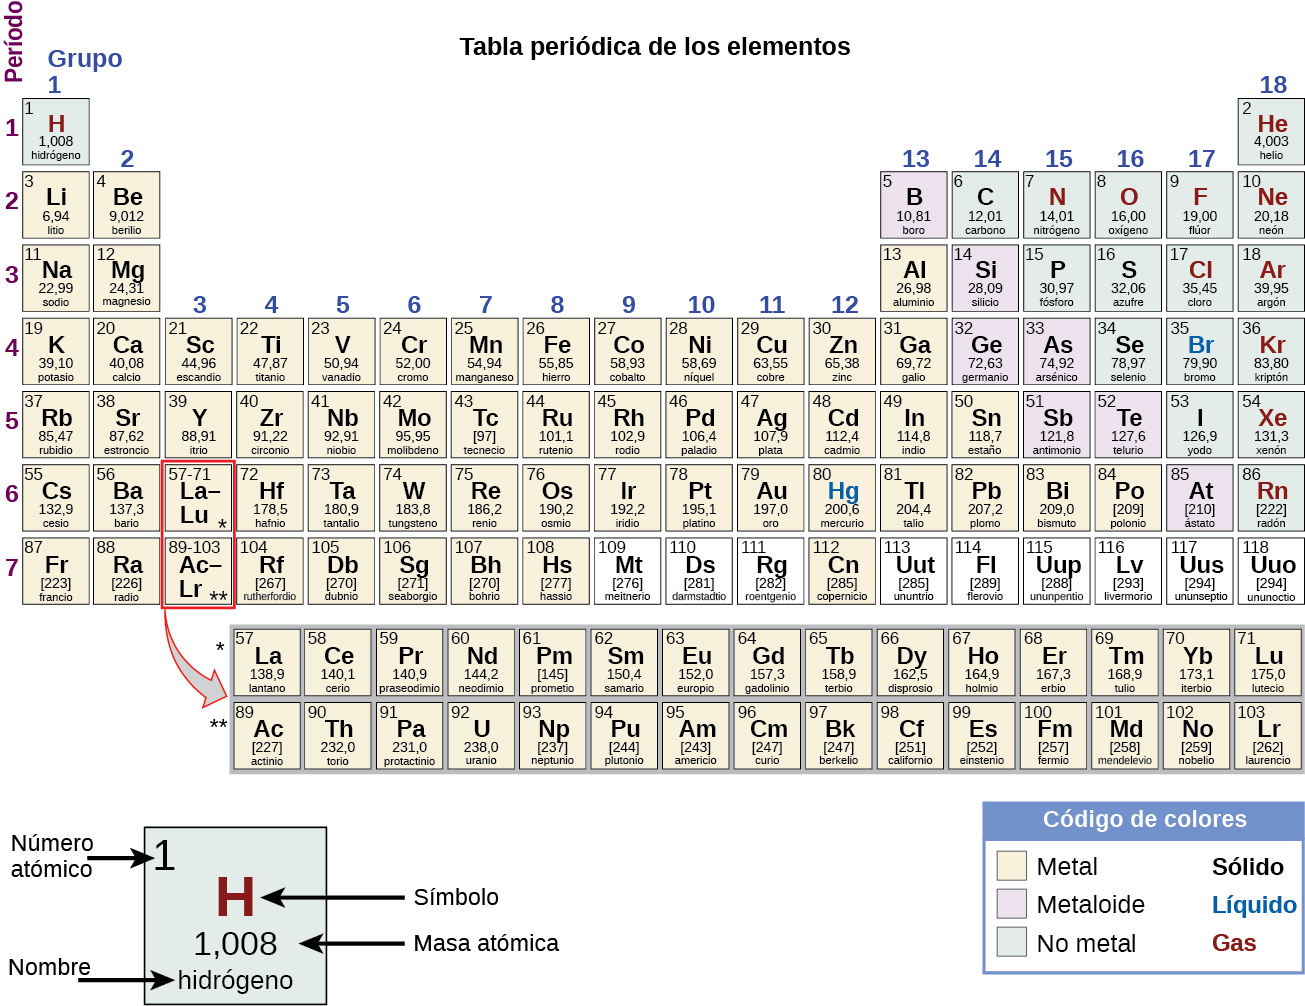 Tabla periódica de los elementos
Período
Grupo
1 18
1
1 H 1,008 hidrógeno
2 He 4,003 helio
2 13 14 15 16 17
2
3 Li 6,94 litio
4 Be 9,012 berilio
5 B 10,81 boro
6 C 12,01 carbono
7 N 14,01 nitrógeno
8 O 16,00 oxígeno
9 F 19,00 flúor
10 Ne 20,18 neón
3
11 Na 22,99 sodio
12 Mg 24,31 magnesio
13 Al 26,98 aluminio
14 Si 28,09 silicio
15 P 30,97 fósforo
16 S 32,06 azufre
17 Cl 35,45 cloro
18 Ar 39,95 argón
3 4 5 6 7 8 9 10 11 12
4
19 K 39,10 potasio
20 Ca 40,08 calcio
21 Sc 44,96 escandio
22 Ti 47,87 titanio
23 V 50,94 vanadio
24 Cr 52,00 cromo
25 Mn 54,94 manganeso
26 Fe 55,85 hierro
27 Co 58,93 cobalto
28 Ni 58,69 níquel
29 Cu 63,55 cobre
30 Zn 65,38 zinc
31 Ga 69,72 galio
32 Ge 72,63 germanio
33 As 74,92 arsénico
34 Se 78,97 selenio
35 Br 79,90 bromo
36 Kr 83,80 kriptón
5
37 Rb 85,47 rubidio
38 Sr 87,62 estroncio
39 Y 88,91 itrio
40 Zr 91,22 circonio
41 Nb 92,91 niobio
42 Mo 95,95 molibdeno
43 Tc [97] tecnecio
44 Ru 101,1 rutenio
45 Rh 102,9 rodio
46 Pd 106,4 paladio
47 Ag 107,9 plata
48 Cd 112,4 cadmio
49 In 114,8 indio
50 Sn 118,7 estaño
51 Sb 121,8 antimonio
52 Te 127,6 telurio
53 I 126,9 yodo
54 Xe 131,3 xenón
6
55 Cs 132,9 cesio
56 Ba 137,3 bario
57-71 La– Lu *
72 Hf 178,5 hafnio
73 Ta 180,9 tantalio
74 W 183,8 tungsteno
75 Re 186,2 renio
76 Os 190,2 osmio
77 Ir 192,2 iridio
78 Pt 195,1 platino
79 Au 197,0 oro
80 Hg 200,6 mercurio
81 Tl 204,4 talio
82 Pb 207,2 plomo
83 Bi 209,0 bismuto
84 Po [209] polonio
85 At [210] ástato
86 Rn [222] radón
7
87 Fr [223] francio
88 Ra [226] radio
89-103 Ac– Lr **
104 Rf [267] rutherfordio
105 Db [270] dubnio
106 Sg [271] seaborgio
107 Bh [270] bohrio
108 Hs [277] hassio
109 Mt [276] meitnerio
110 Ds [281] darmstadtio
111 Rg [282] roentgenio
112 Cn [285] copernicio
113 Uut [285] ununtrio
114 Fl [289] flerovio
115 Uup [288] ununpentio
116 Lv [293] livermorio
117 Uus [294] ununseptio
118 Uuo [294] ununoctio
*
57 La 138,9 lantano
58 Ce 140,1 cerio
59 Pr 140,9 praseodimio
60 Nd 144,2 neodimio
61 Pm [145] prometio
62 Sm 150,4 samario
63 Eu 152,0 europio
64 Gd 157,3 gadolinio
65 Tb 158,9 terbio
66 Dy 162,5 disprosio
67 Ho 164,9 holmio
68 Er 167,3 erbio
69 Tm 168,9 tulio
70 Yb 173,1 iterbio
71 Lu 175,0 lutecio
**
89 Ac [227] actinio
90 Th 232,0 torio
91 Pa 231,0 protactinio
92 U 238,0 uranio
93 Np [237] neptunio
94 Pu [244] plutonio
95 Am [243] americio
96 Cm [247] curio
97 Bk [247] berkelio
98 Cf [251] californio
99 Es [252] einstenio
100 Fm [257] fermio
101 Md [258] mendelevio
102 No [259] nobelio
103 Lr [262] laurencio
Número
atómico
1
H
Símbolo
1,008
Masa atómica
Nombre
hidrógeno
Código de colores
Metal Sólido
Metaloide Líquido
No metal Gas